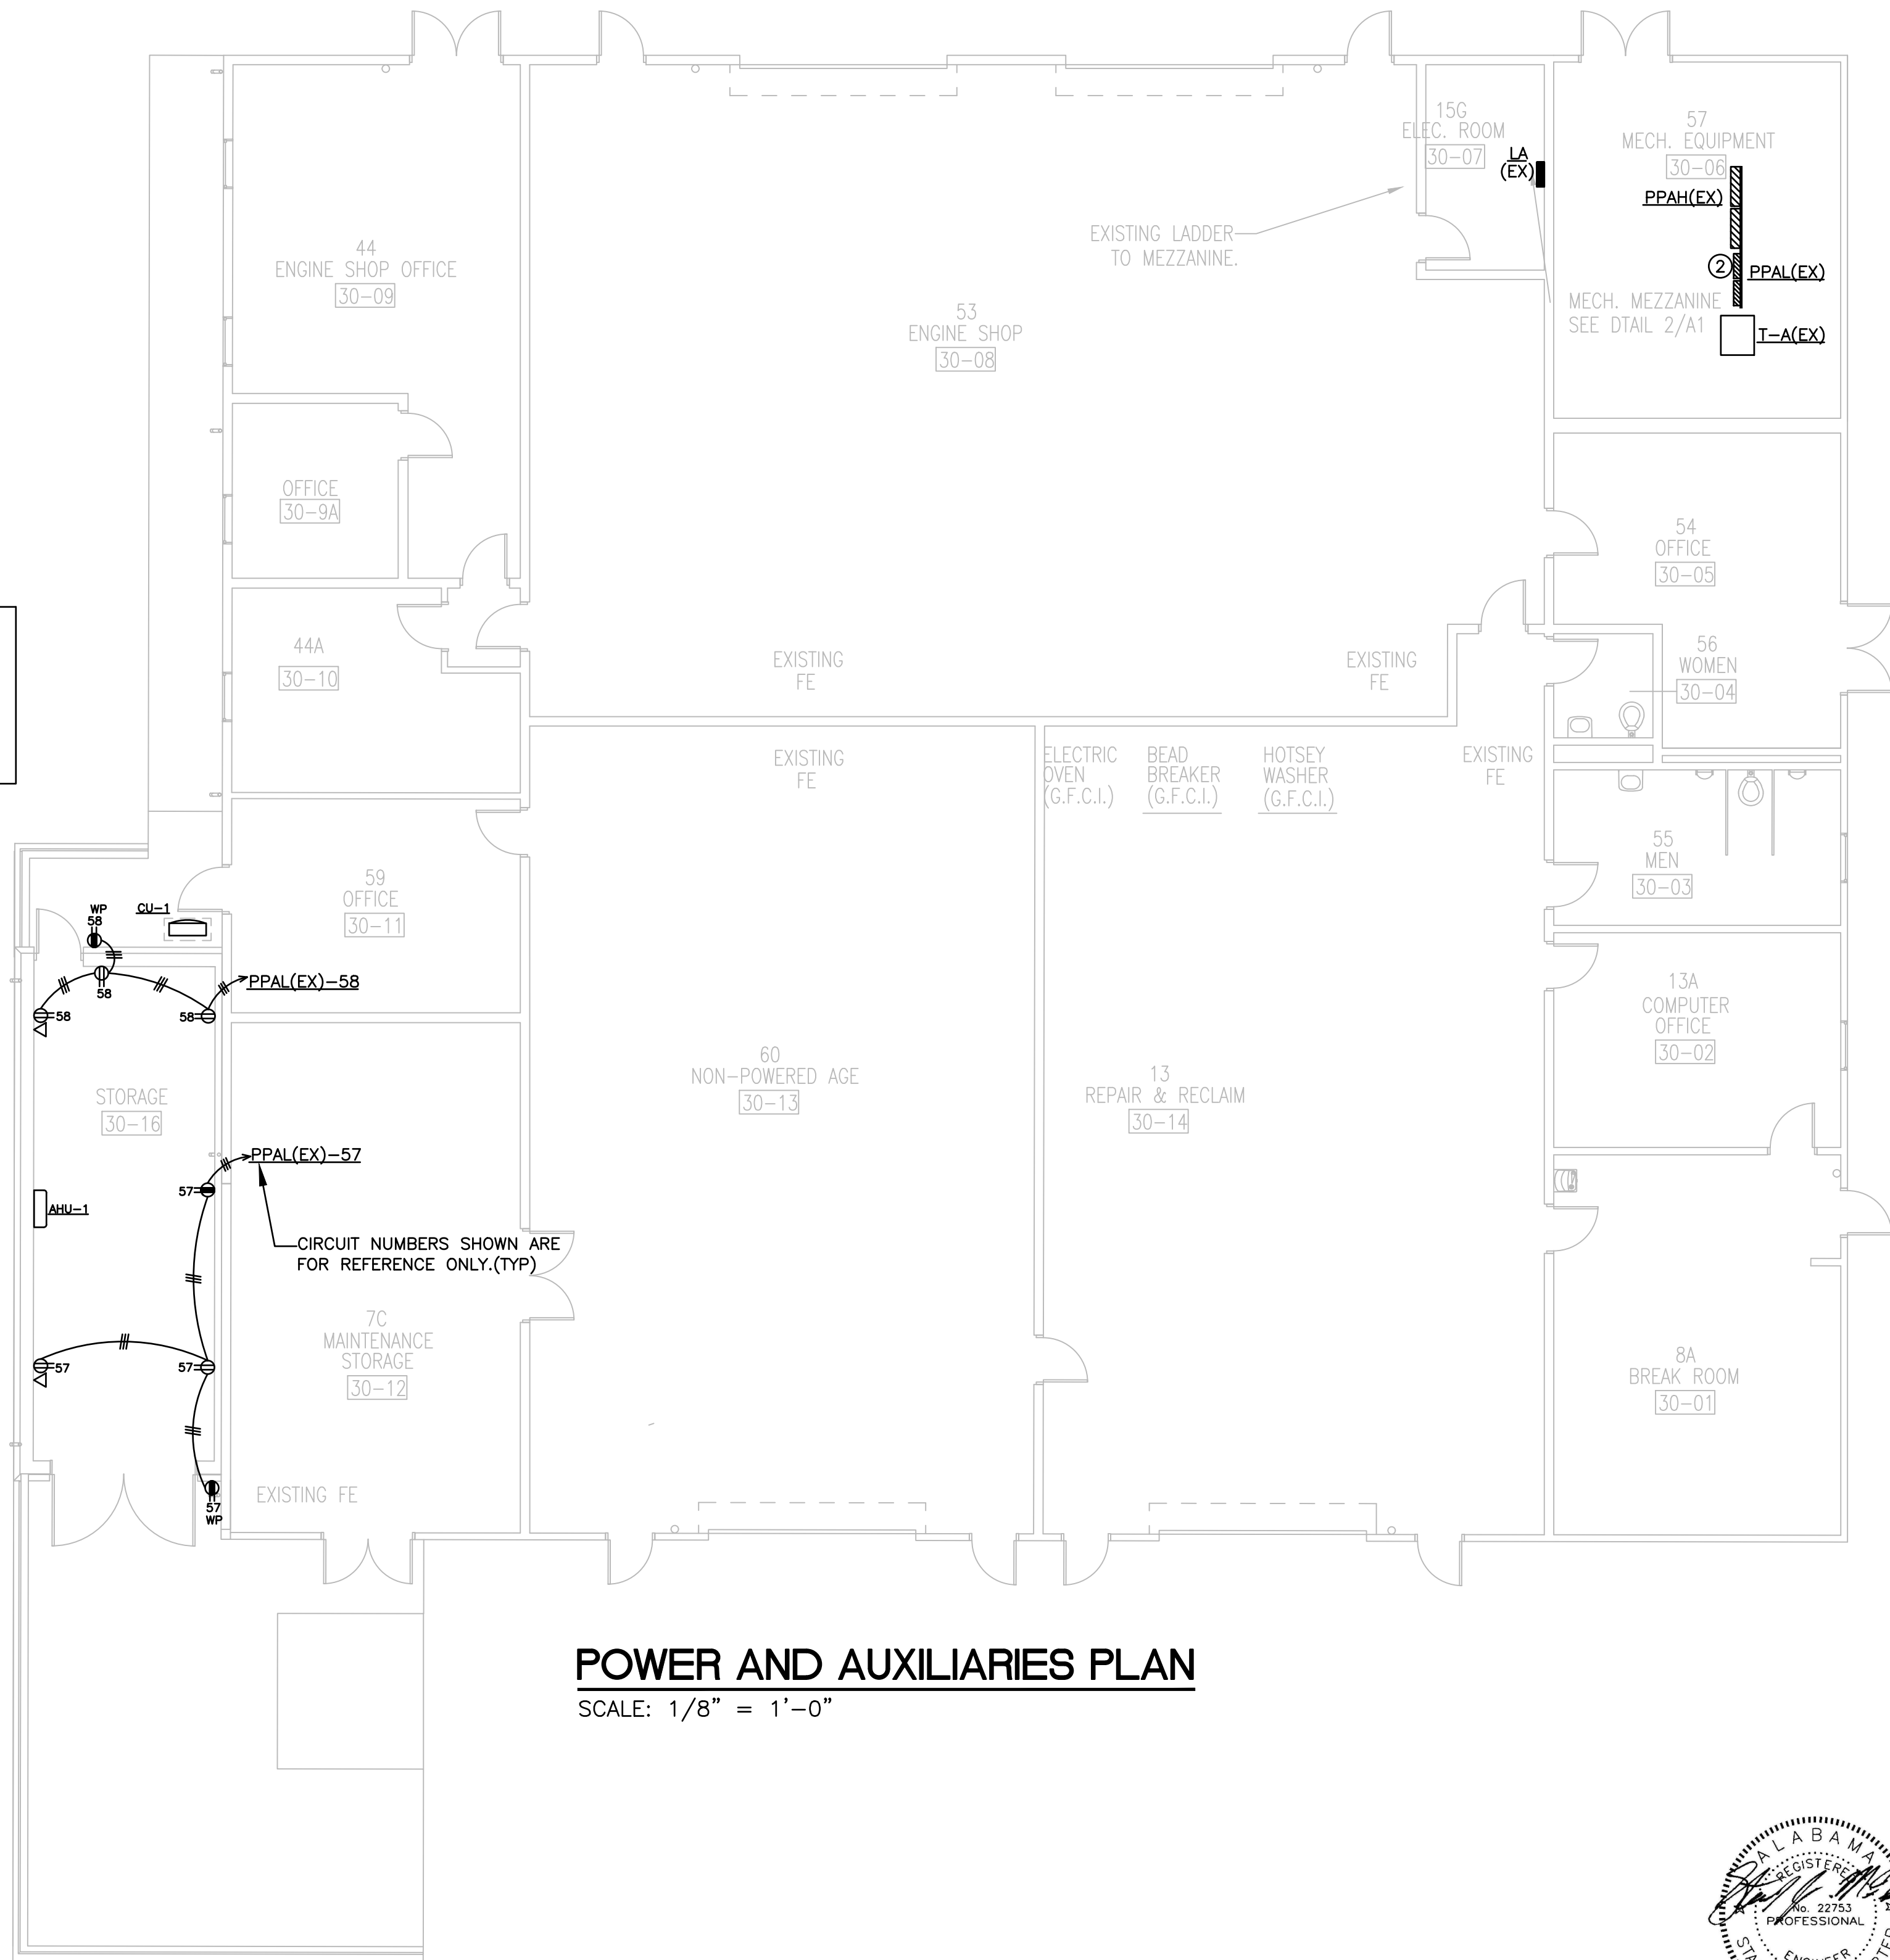 15G
ELEC. ROOM
30-07
LA
(EX)
57
MECH. EQUIPMENT
30-06
PPAH(EX)
2
PPAL(EX)
MECH. MEZZANINE
SEE DTAIL 2/A1
T-A(EX)
EXISTING LADDER
TO MEZZANINE.
44
ENGINE SHOP OFFICE
30-09
53
ENGINE SHOP
30-08
OFFICE
30-9A
54
OFFICE
30-05
44A
30-10
EXISTING
FE
EXISTING
FE
56
WOMEN
30-04
EXISTING
FE
ELECTRIC
OVEN
(G.F.C.I.)
BEAD
BREAKER
(G.F.C.I.)
HOTSEY
WASHER
(G.F.C.I.)
EXISTING
FE
55
MEN
30-03
59
OFFICE
30-11
WP
58
CU-1
58
PPAL(EX)-58
58
58
13A
COMPUTER
OFFICE
30-02
60
NON-POWERED AGE
30-13
13
REPAIR & RECLAIM
30-14
STORAGE
30-16
PPAL(EX)-57
57
AHU-1
CIRCUIT NUMBERS SHOWN ARE
FOR REFERENCE ONLY.(TYP)
7C
MAINTENANCE
STORAGE
30-12
57
57
8A
BREAK ROOM
30-01
EXISTING FE
57
WP
POWER AND AUXILIARIES PLAN
SCALE: 1/8" = 1'-0"
ALABAMA
REGISTERED
No. 22753
PROFESSIONAL
ENGINEER